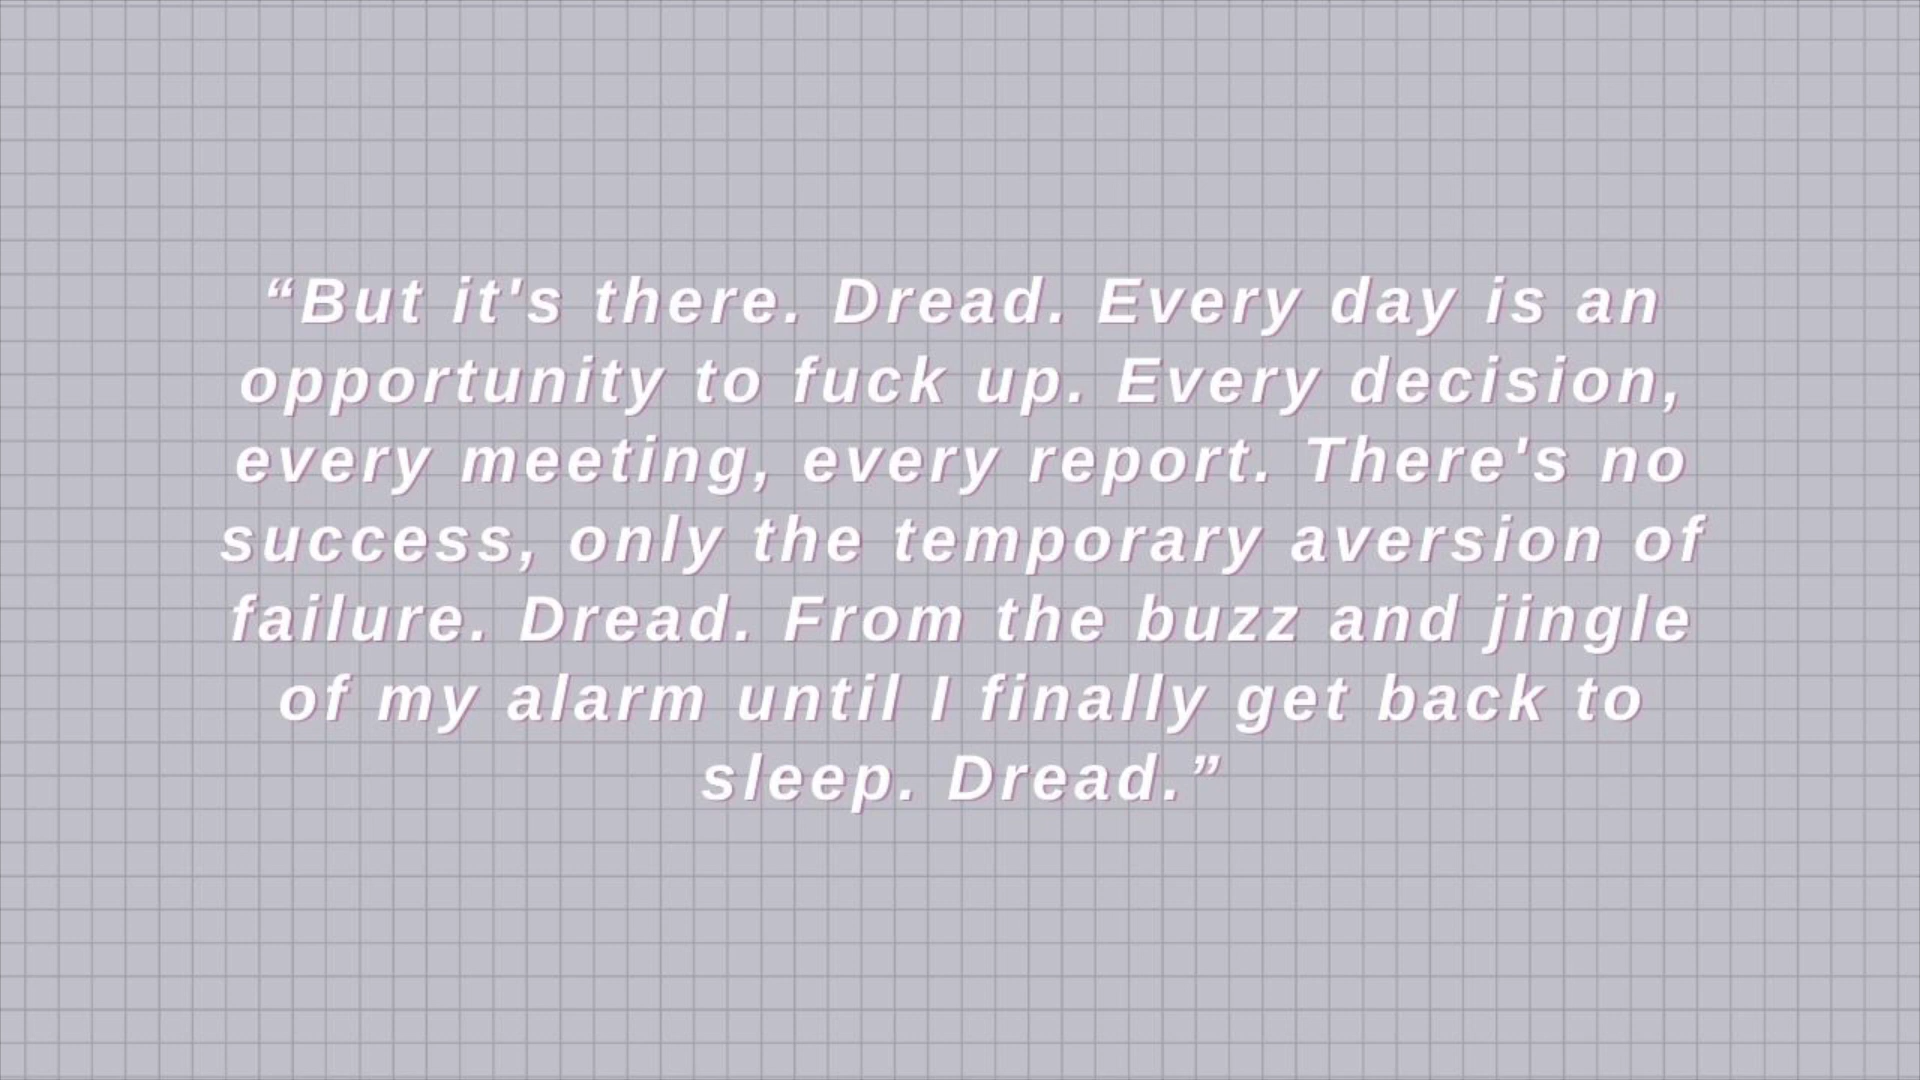 “But it's there. Dread. Every day is an
opportunity to fuck up. Every decision,
every meeting, every report. There's no
success, only the temporary aversion of
failure. Dread. From the buzz and jingle
of my alarm until I finally get back to
sleep. Dread.”